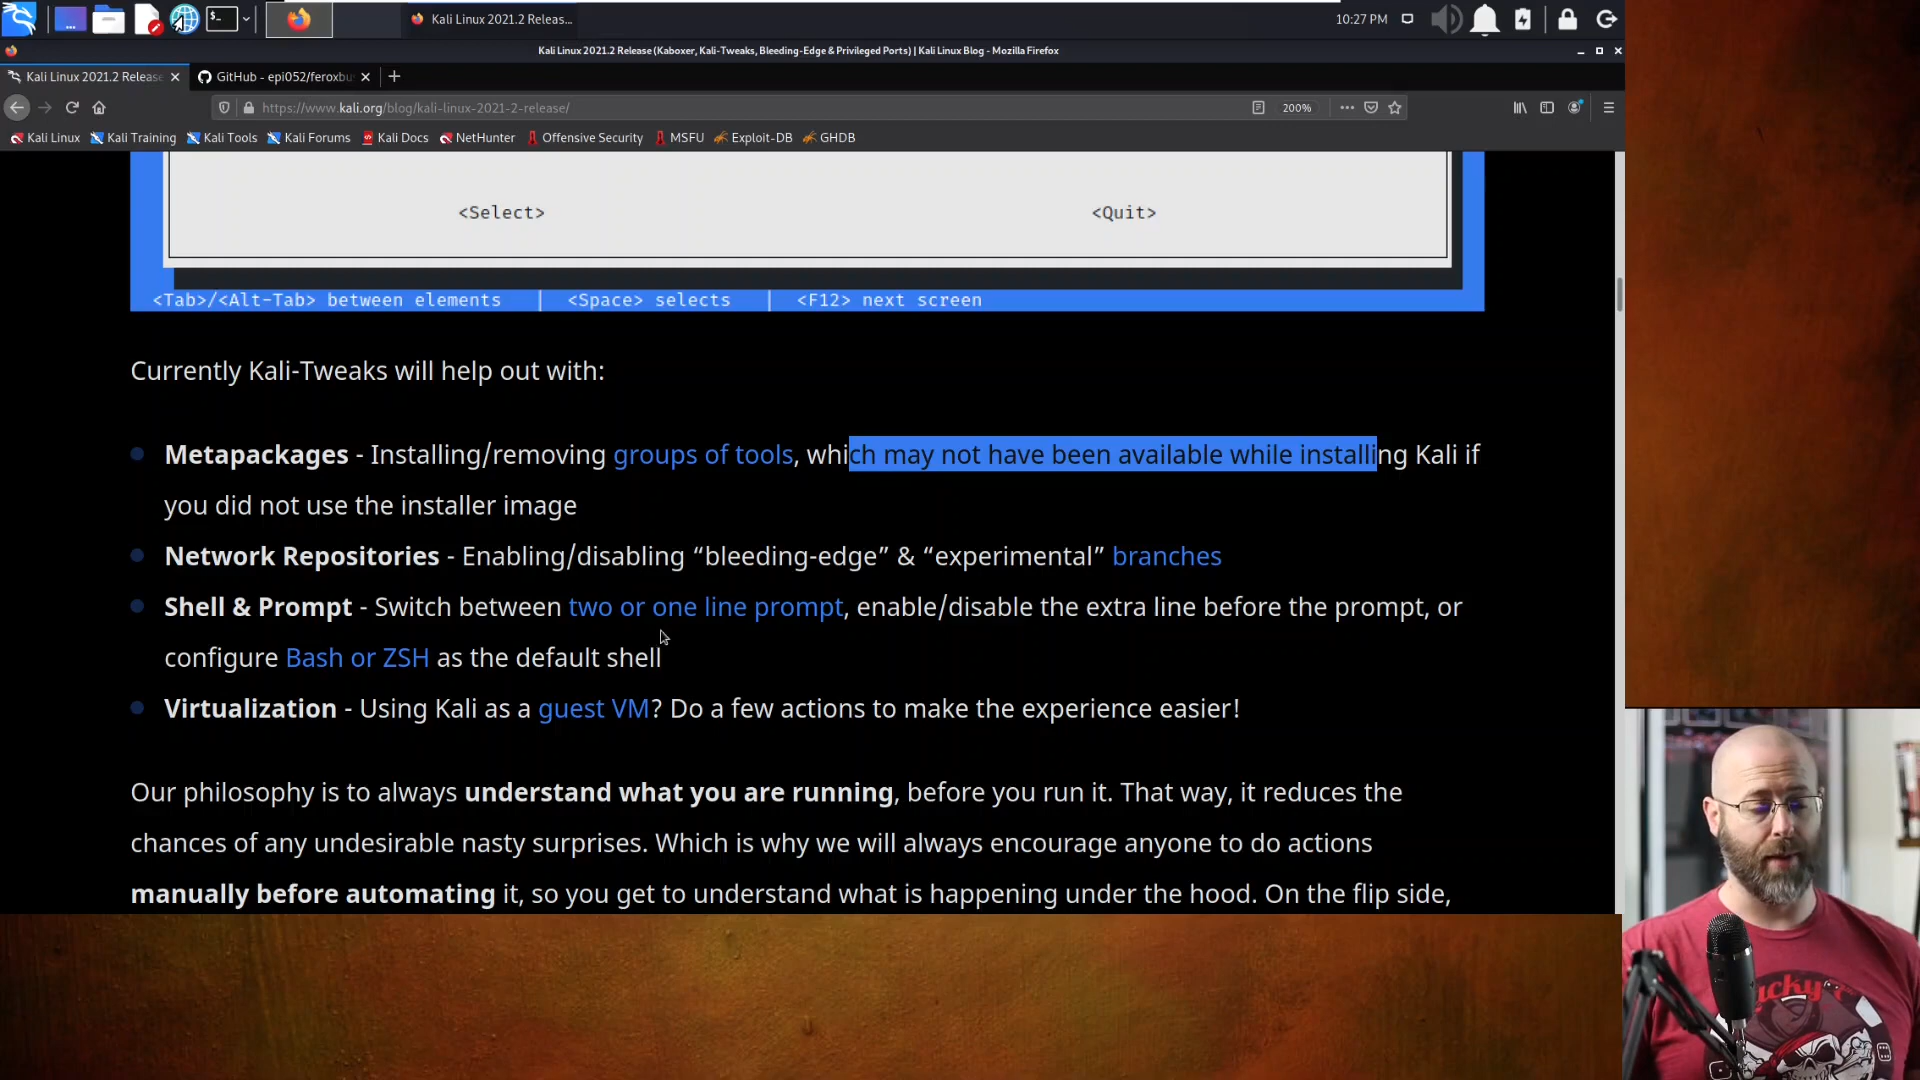 Kali Linux 2021.2 Releas...
10:27 PM
Kali Linux 2021.2 Release (Kaboxer, Kali-Tweaks, Bleeding-Edge & Privileged Ports) | Kali Linux Blog - Mozilla Firefox
Kali Linux 2021.2 Release
GitHub - epi052/feroxbu
https://www.kali.org/blog/kali-linux-2021-2-release/
200%
Kali Linux Kali Training Kali Tools Kali Forums Kali Docs NetHunter Offensive Security MSFU Exploit-DB GHDB
<Select> <Quit>
<Tab>/<Alt-Tab> between elements | <Space> selects | <F12> next screen
Currently Kali-Tweaks will help out with:
Metapackages - Installing/removing groups of tools, which may not have been available while installing Kali if
you did not use the installer image
Network Repositories - Enabling/disabling “bleeding-edge” & “experimental” branches
Shell & Prompt - Switch between two or one line prompt, enable/disable the extra line before the prompt, or
configure Bash or ZSH as the default shell
Virtualization - Using Kali as a guest VM? Do a few actions to make the experience easier!
Our philosophy is to always understand what you are running, before you run it. That way, it reduces the
chances of any undesirable nasty surprises. Which is why we will always encourage anyone to do actions
manually before automating it, so you get to understand what is happening under the hood. On the flip side,